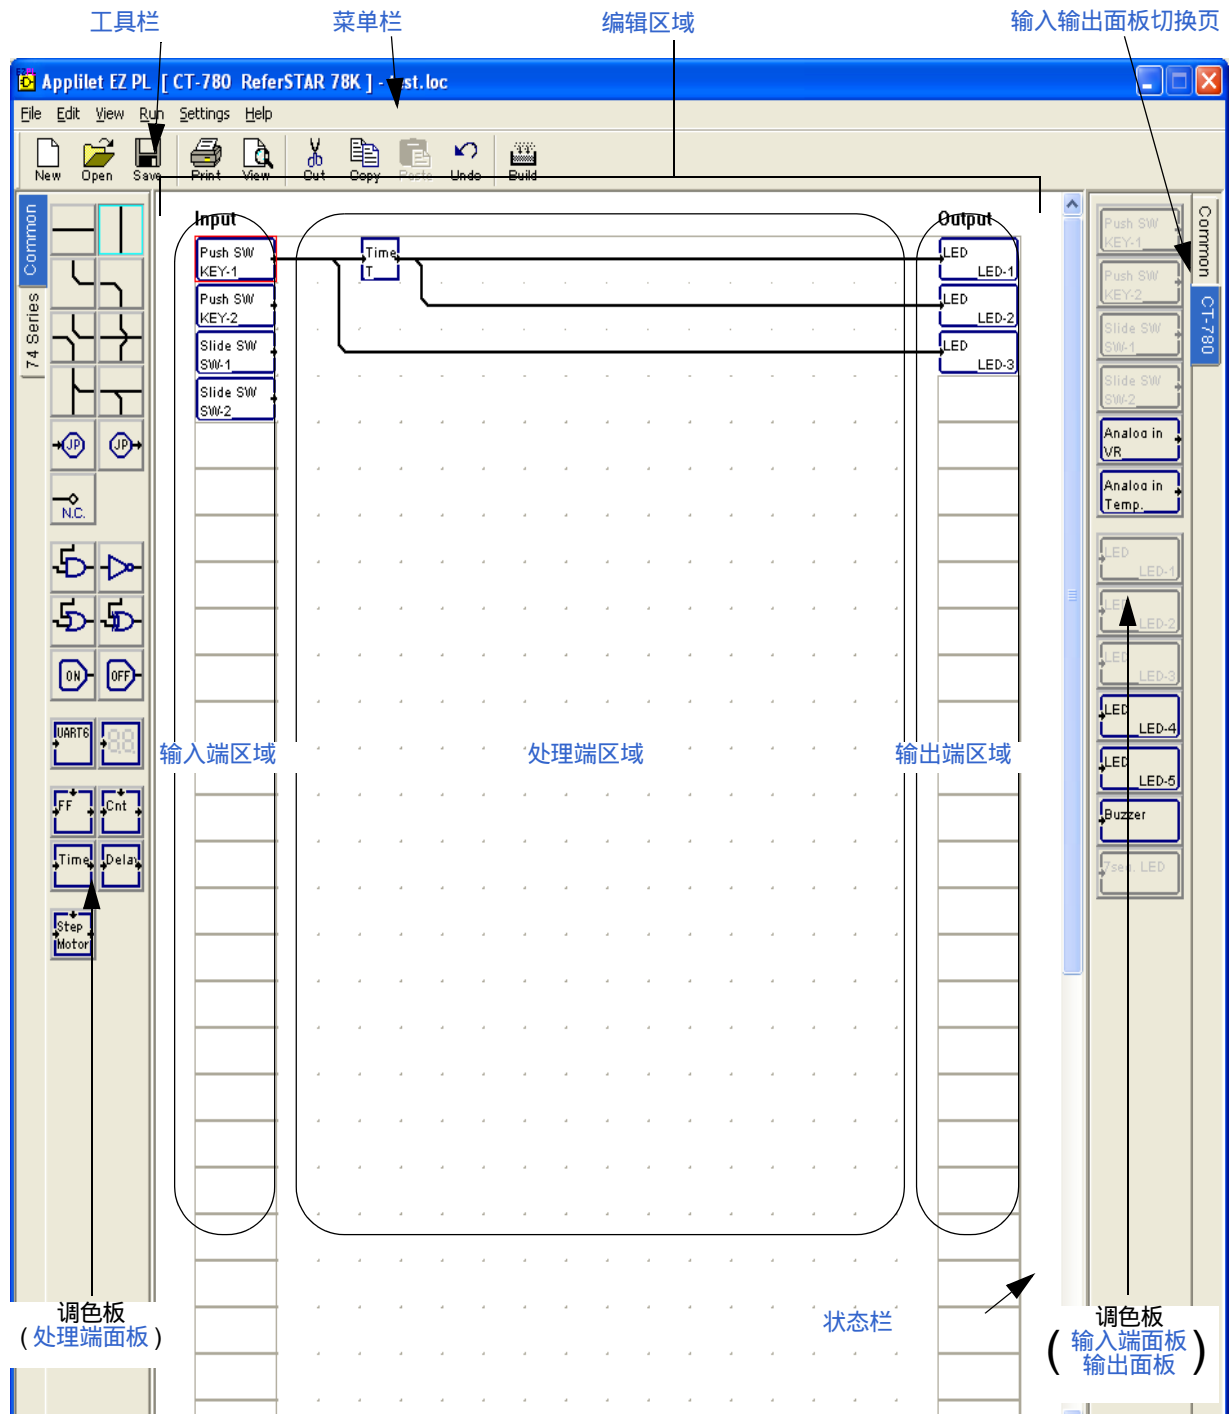 工具栏
菜单栏
编辑区域
输入输出面板切换页
Applilet EZ PL [ CT-780 ReferSTAR 78K ] - test.loc
File Edit View Run Settings Help
New Open Save Print View Cut Copy Paste Undo Build
Common
74 Series
JP JP
N.C.
ON OFF
UART6 88
FF Cnt
Time Delay
Step
Motor
Input
Push SW
KEY-1
Push SW
KEY-2
Slide SW
SW-1
Slide SW
SW-2
Time
T
Output
LED
LED-1
LED
LED-2
LED
LED-3
Push SW
KEY-1
Push SW
KEY-2
Slide SW
SW-1
Slide SW
SW-2
Analog in
VR
Analog in
Temp.
LED
LED-1
LED
LED-2
LED
LED-3
LED
LED-4
LED
LED-5
Buzzer
7seg. LED
Common
CT-780
输入端区域
处理端区域
输出端区域
调色板
(处理端面板)
状态栏
调色板
(输入端面板
输出面板)